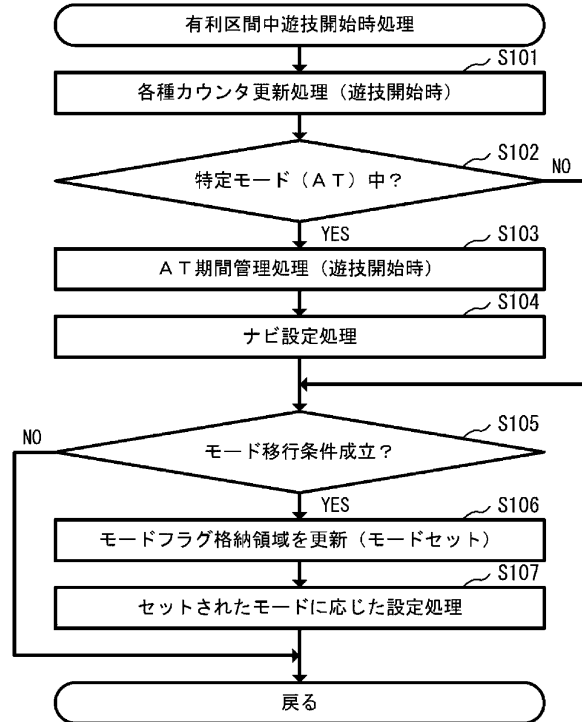 有利区間中遊技開始時処理
S101
各種カウンタ更新処理(遊技開始時)
S102
特定モード(AT)中?
NO
YES
S103
AT期間管理処理(遊技開始時)
S104
ナビ設定処理
S105
NO
モード移行条件成立?
YES
S106
モードフラグ格納領域を更新(モードセット)
S107
セットされたモードに応じた設定処理
戻る